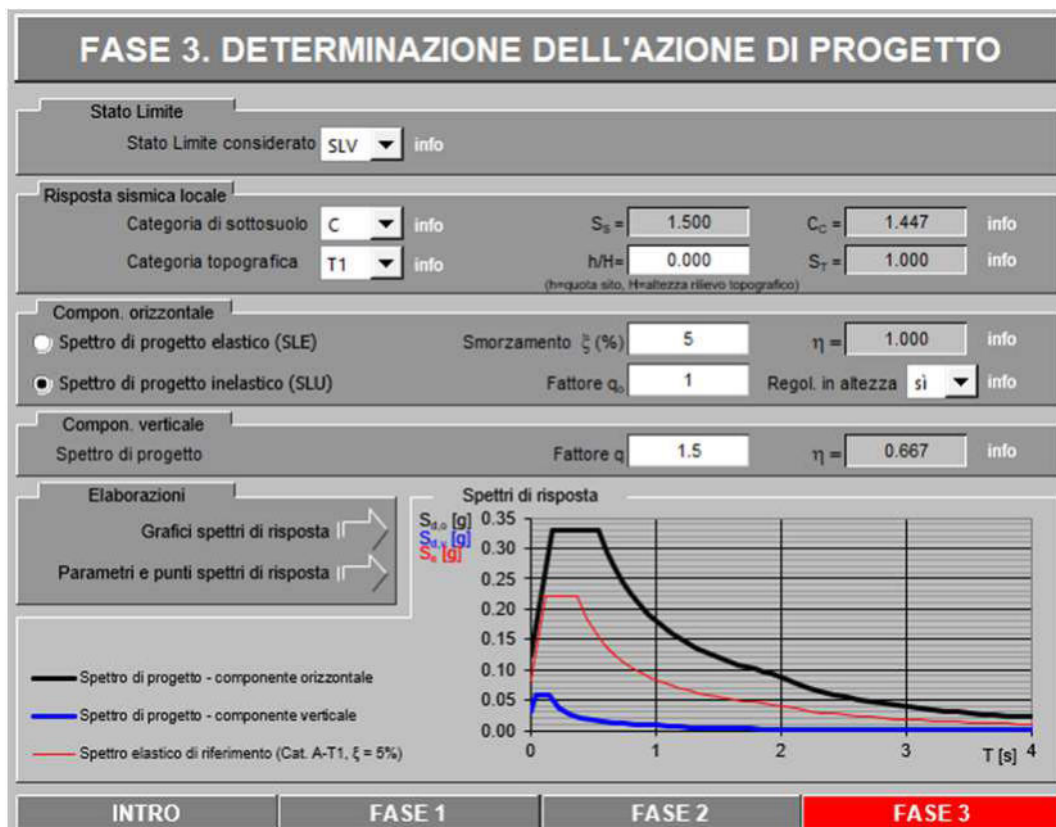 FASE 3. DETERMINAZIONE DELL'AZIONE DI PROGETTO
Stato Limite
Stato Limite considerato SLV info
Risposta sismica locale
Categoria di sottosuolo C info S_S = 1.500 C_C = 1.447 info
Categoria topografica T1 info h/H= 0.000 S_T = 1.000 info
(h=quota sito, H=altezza rilievo topografico)
Compon. orizzontale
Spettro di progetto elastico (SLE) Smorzamento ξ (%) 5 η = 1.000
Spettro di progetto inelastico (SLU) Fattore q_o 1 Regol. in altezza sì info
Compon. verticale
Spettro di progetto Fattore q 1.5 η = 0.667 info
Elaborazioni
Grafici spettri di risposta
Parametri e punti spettri di risposta
Spettri di risposta
S_d,o [g]
S_d,v [g]
S_e [g]
0.35
0.30
0.25
0.20
0.15
0.10
0.05
0.00
0 1 2 3 T [s] 4
Spettro di progetto - componente orizzontale
Spettro di progetto - componente verticale
Spettro elastico di riferimento (Cat. A-T1, ξ = 5%)
INTRO FASE 1 FASE 2 FASE 3